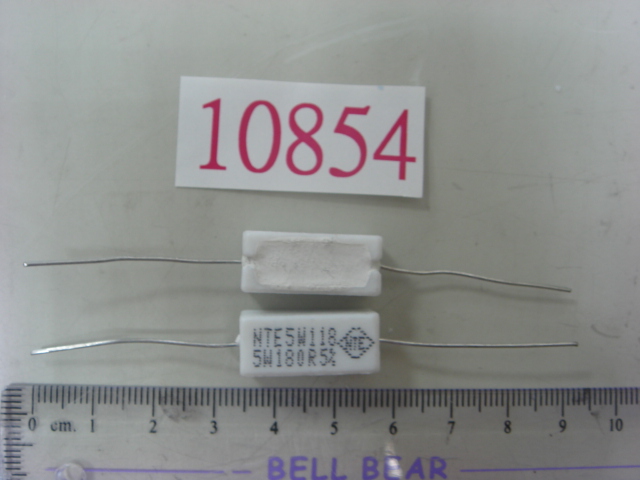 10854
NTE5W118
5W180R5% NTE
0 cm. 1 2 3 4 5 6 7 8 9 10
BELL BEAR